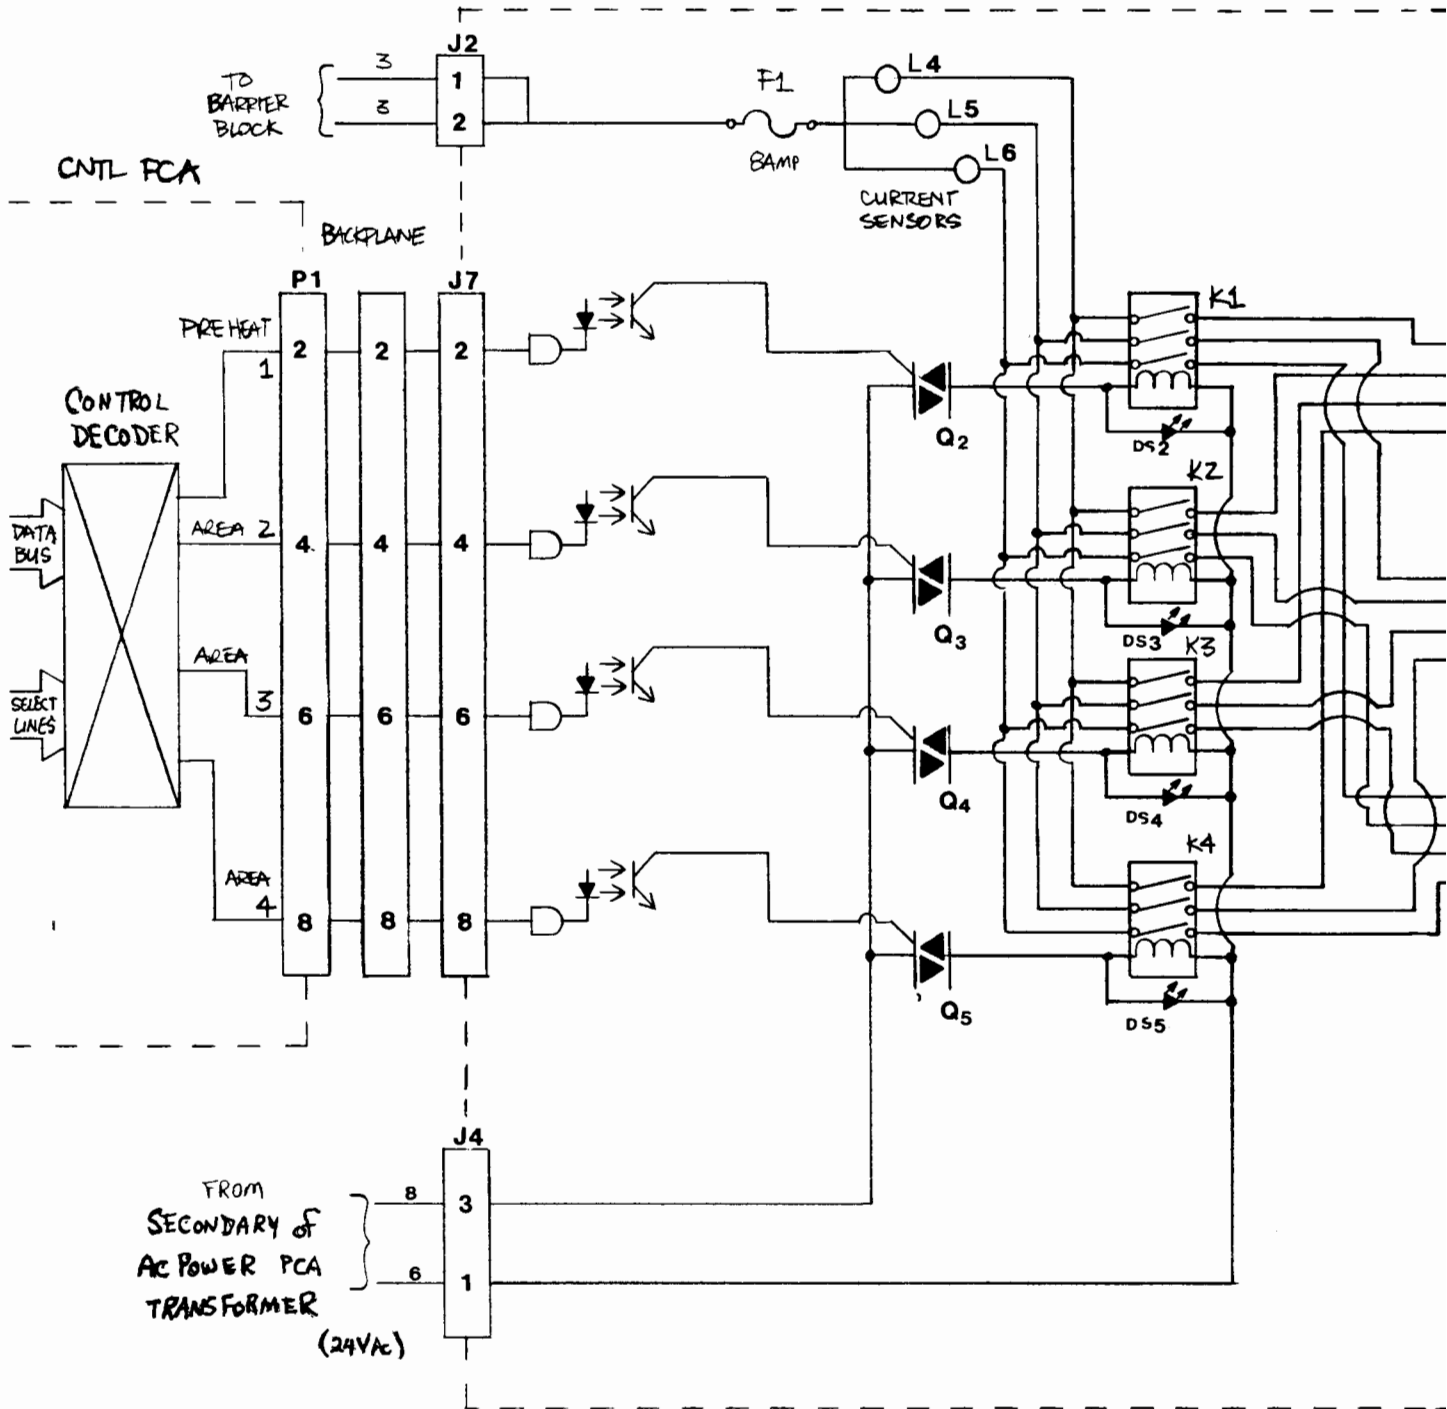 J2
3
1
TO
BARRIER
BLOCK
3
2
F1
8AMP
L4
L5
L6
CURRENT
SENSORS
CNTL PCA
BACKPLANE
P1
J7
K1
PRE HEAT
1
2
2
2
Q2
DS2
CONTROL
DECODER
K2
DATA
BUS
AREA 2
4
4
4
Q3
DS3
K3
AREA
3
SELECT
LINES
6
6
6
Q4
DS4
K4
AREA
4
8
8
8
Q5
DS5
J4
FROM
SECONDARY of
AC POWER PCA
TRANSFORMER
(24VAC)
8
3
6
1